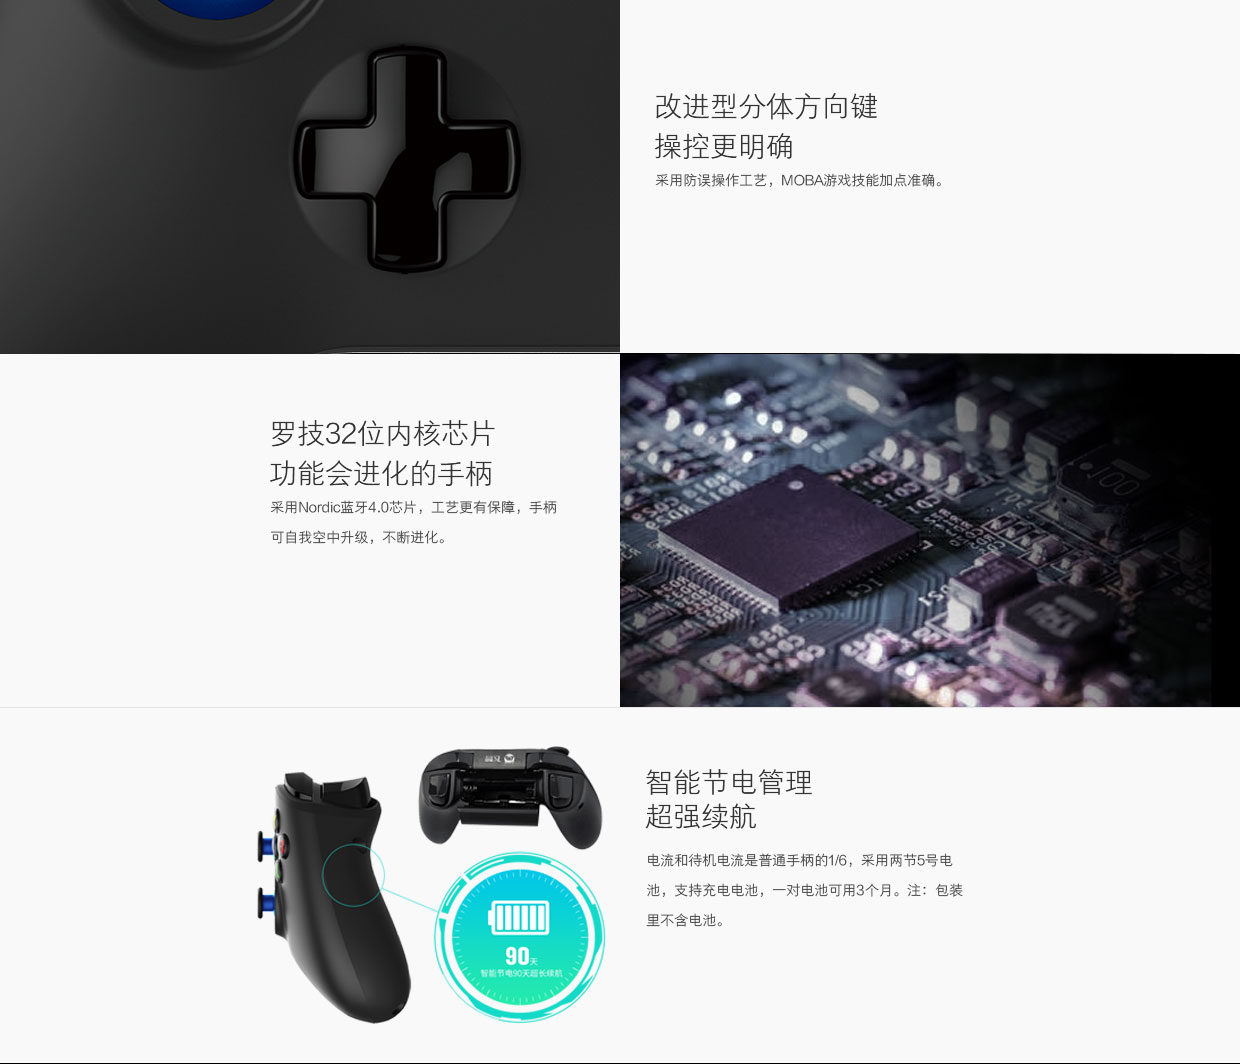 改进型分体方向键
操控更明确
采用防误操作工艺，MOBA游戏技能加点准确。
罗技32位内核芯片
功能会进化的手柄
采用Nordic蓝牙4.0芯片，工艺更有保障，手柄
可自我空中升级，不断进化。
智能节电管理
超强续航
电流和待机电流是普通手柄的1/6，采用两节5号电
池，支持充电电池，一对电池可用3个月。注：包装
里不含电池。
90天
智能节电90天超长续航